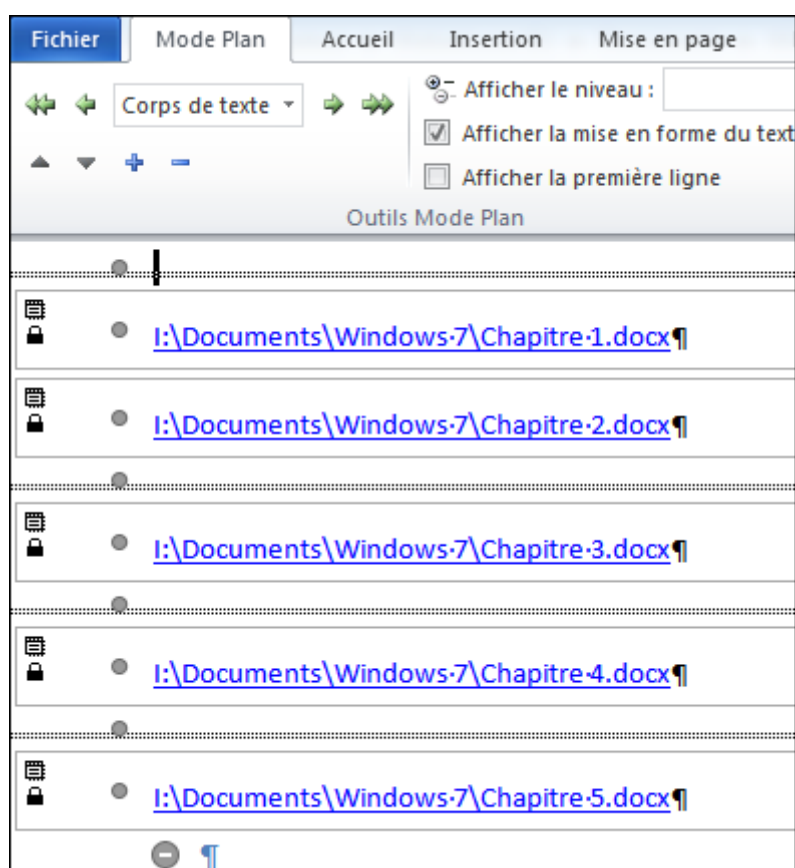 Fichier Mode Plan Accueil Insertion Mise en page
Corps de texte Afficher le niveau :
Afficher la mise en forme du text
Afficher la première ligne
Outils Mode Plan
I:\Documents\Windows·7\Chapitre·1.docx¶
I:\Documents\Windows·7\Chapitre·2.docx¶
I:\Documents\Windows·7\Chapitre·3.docx¶
I:\Documents\Windows·7\Chapitre·4.docx¶
I:\Documents\Windows·7\Chapitre·5.docx¶
¶